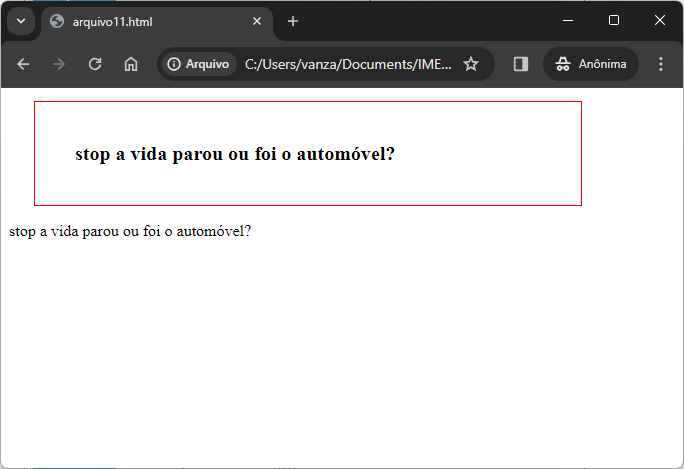 arquivo11.html
Arquivo C:/Users/vanza/Documents/IME... Anônima
stop a vida parou ou foi o automóvel?
stop a vida parou ou foi o automóvel?